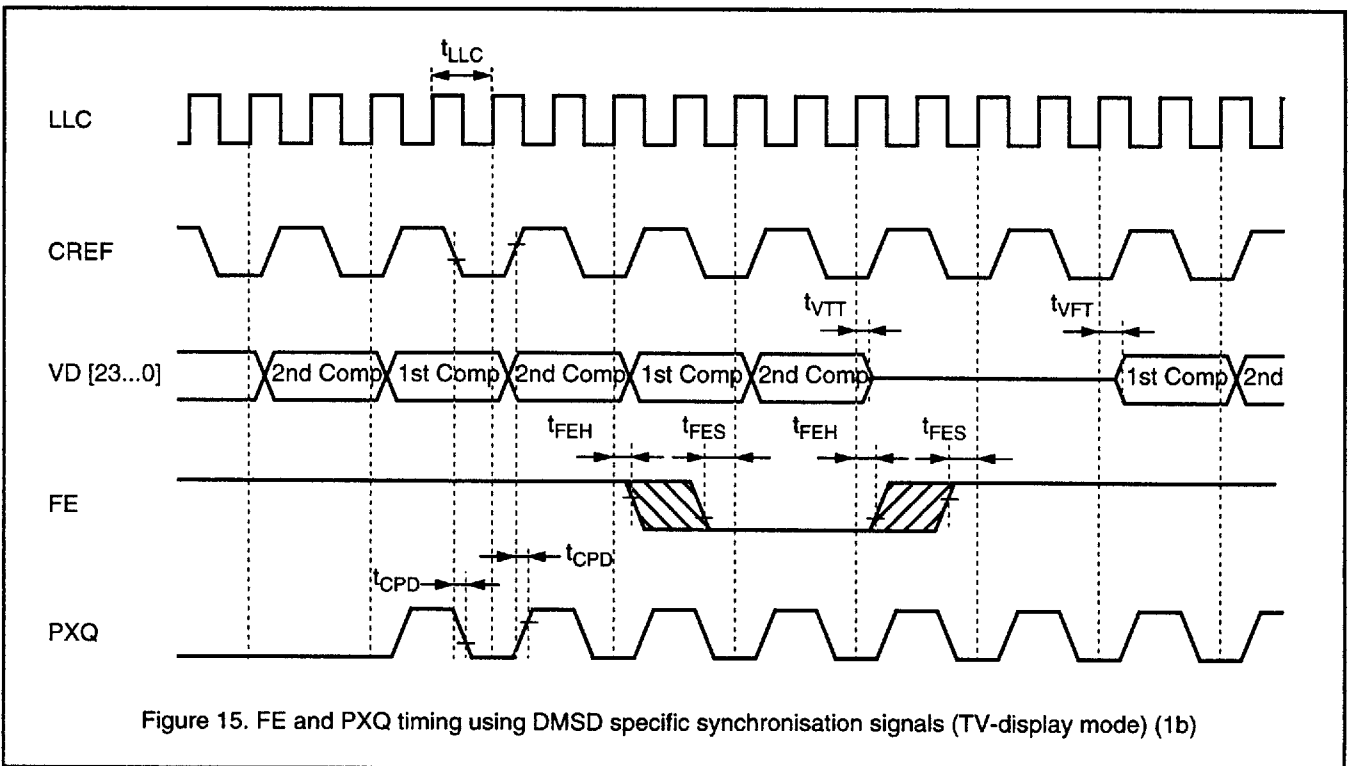 tLLC
LLC
CREF
tVTT
tVFT
VD [23...0]
2nd Comp
1st Comp
2nd Comp
1st Comp
2nd Comp
1st Comp
2nd
tFEH
tFES
tFEH
tFES
FE
tCPD
tCPD
PXQ
Figure 15. FE and PXQ timing using DMSD specific synchronisation signals (TV-display mode) (1b)